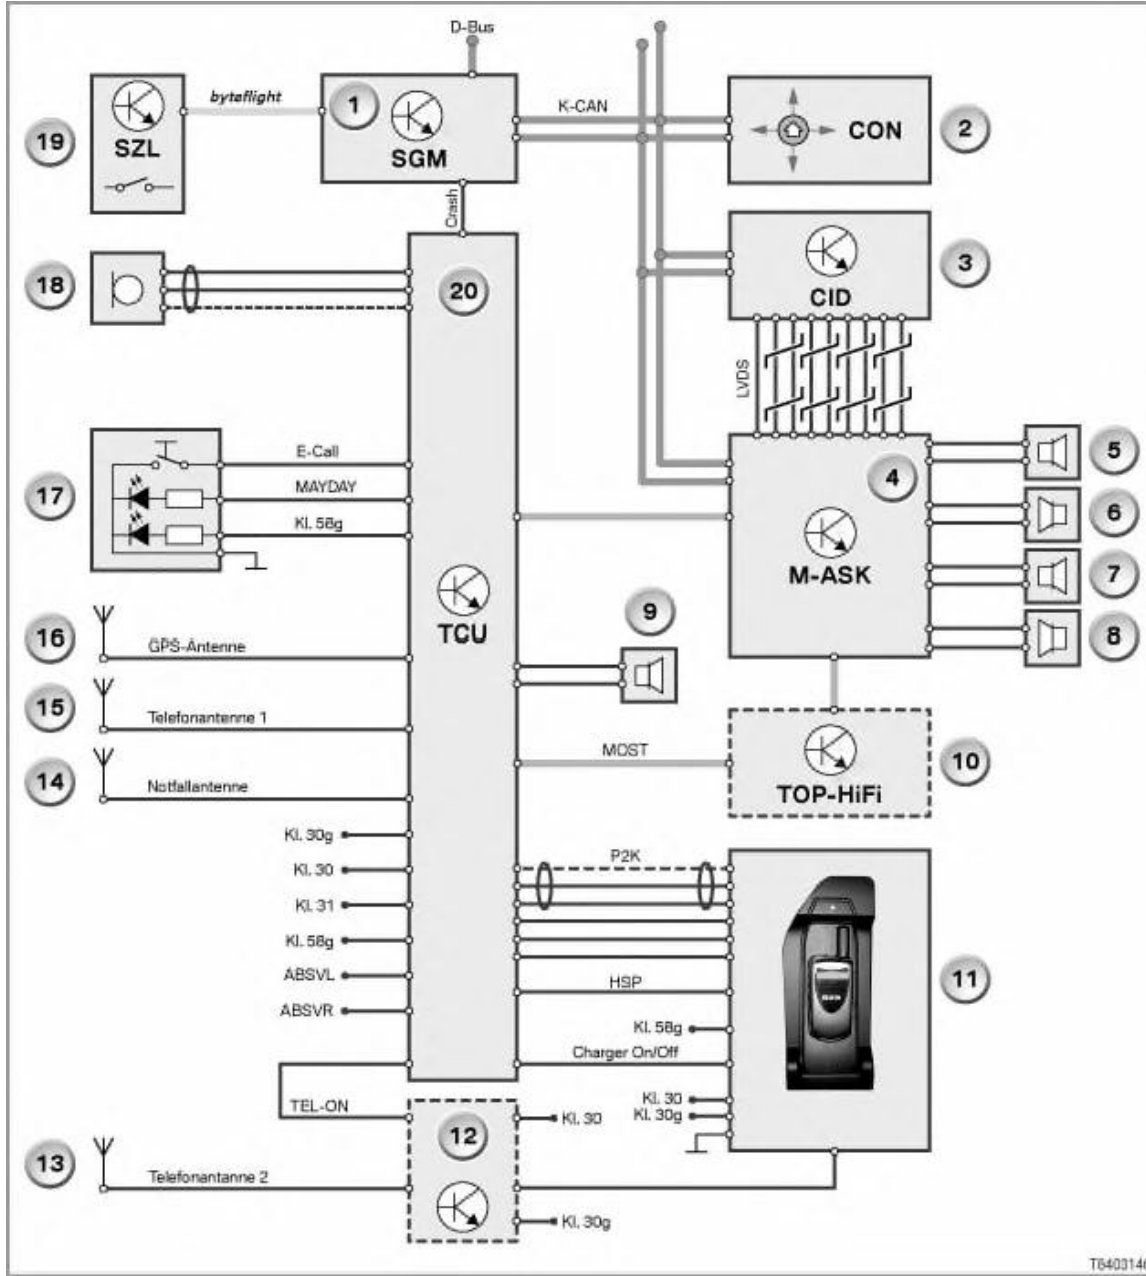 D-Bus
byteflight
1
K-CAN
19
SZL
SGM
CON
2
Crash
18
20
CID
3
LVDS
E-Call
4
5
17
MAYDAY
6
Kl. 58g
M-ASK
7
TCU
9
8
16
GPS-Antenne
15
Telefonantenne 1
MOST
10
14
Notfallantenne
TOP-HiFi
Kl. 30g
P2K
Kl. 30
Kl. 31
Kl. 58g
11
ABSVL
HSP
ABSVR
Kl. 58g
Charger On/Off
TEL-ON
Kl. 30
Kl. 30
Kl. 30g
12
13
Telefonantanne 2
Kl. 30g
T6403146